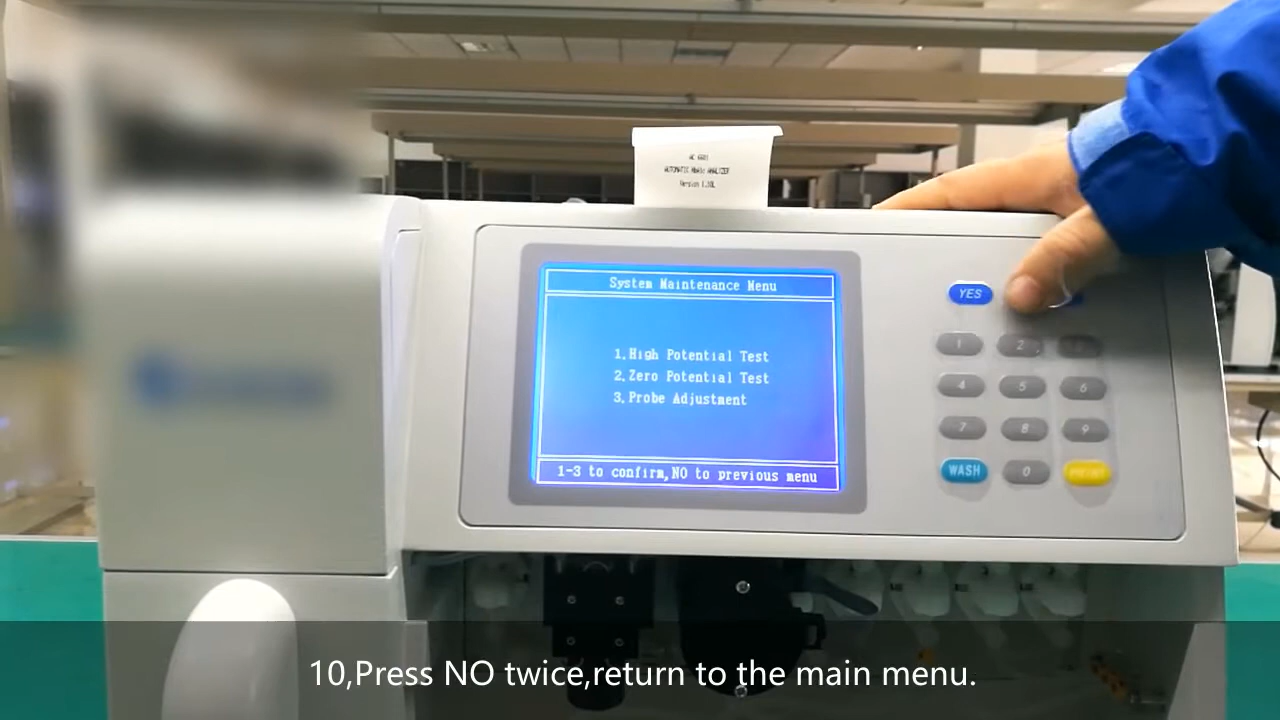 AUTOMATIC
ANALYZER
System Maintenance Menu
1.High Potential Test
2.Zero Potential Test
3.Probe Adjustment
1-3 to confirm,NO to previous menu
YES
1 2
4 5 6
7 8 9
WASH 0
10,Press NO twice,return to the main menu.